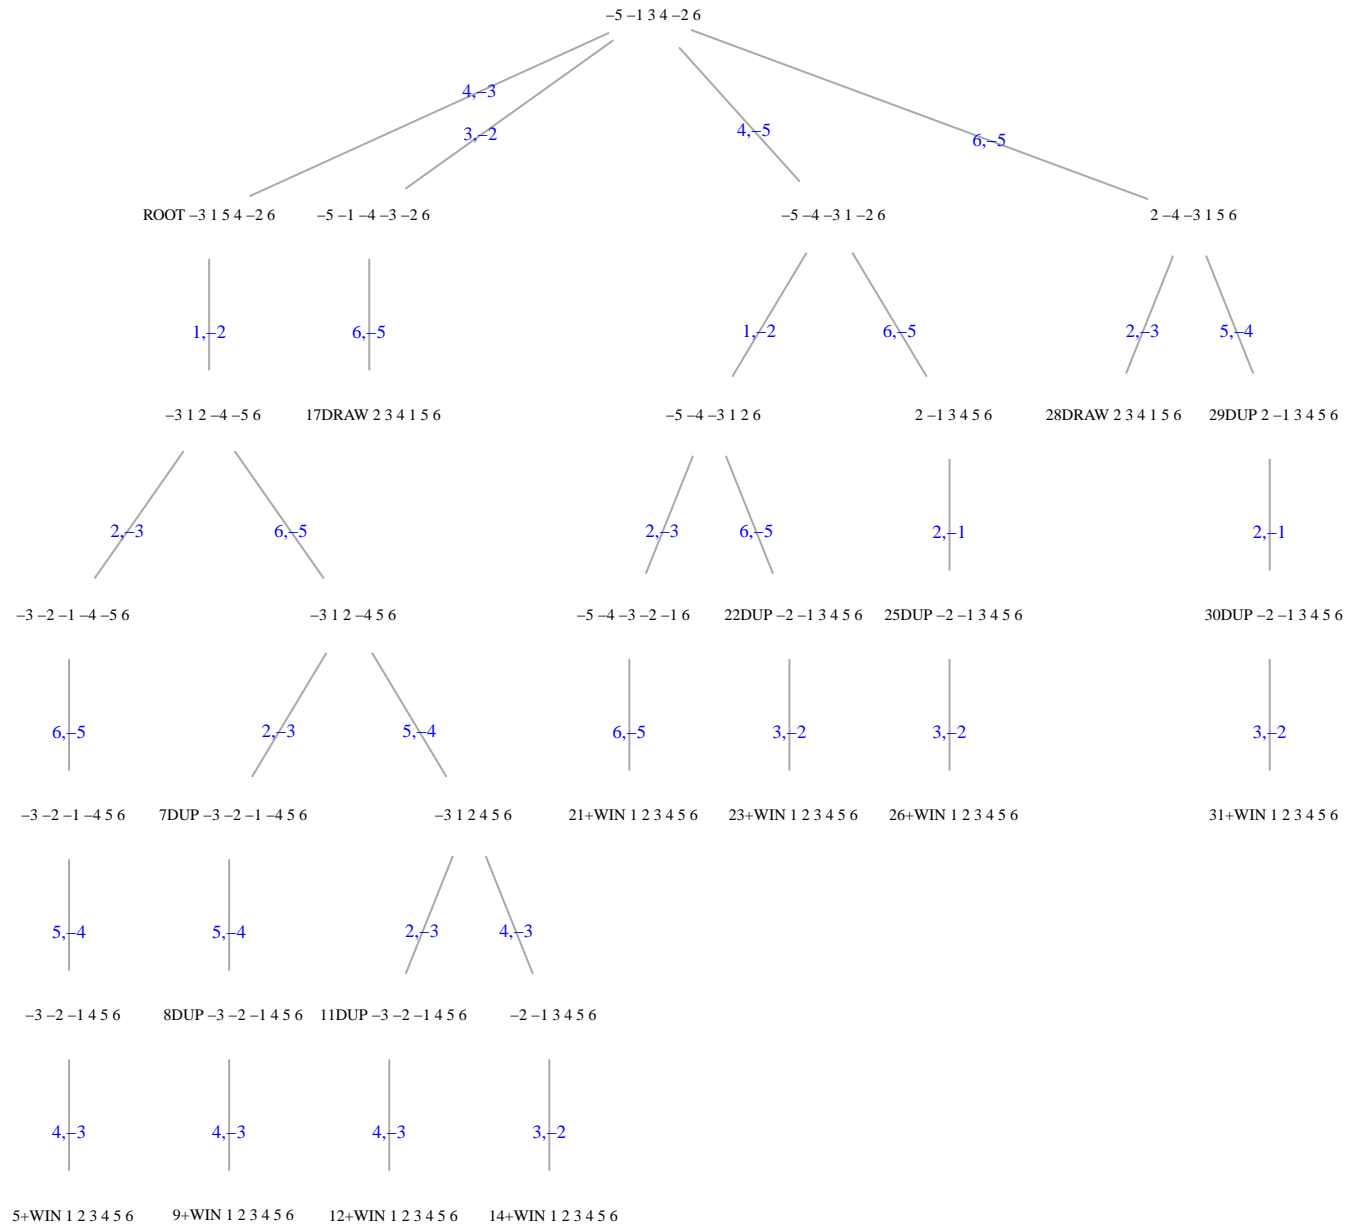 –5 –1 3 4 –2 6
4,–3
3,–2
4,–5
6,–5
ROOT –3 1 5 4 –2 6
–5 –1 –4 –3 –2 6
–5 –4 –3 1 –2 6
2 –4 –3 1 5 6
1,–2
6,–5
1,–2
6,–5
2,–3
5,–4
–3 1 2 –4 –5 6
17DRAW 2 3 4 1 5 6
–5 –4 –3 1 2 6
2 –1 3 4 5 6
28DRAW 2 3 4 1 5 6
29DUP 2 –1 3 4 5 6
2,–3
6,–5
2,–3
6,–5
2,–1
2,–1
–3 –2 –1 –4 –5 6
–3 1 2 –4 5 6
–5 –4 –3 –2 –1 6
22DUP –2 –1 3 4 5 6
25DUP –2 –1 3 4 5 6
30DUP –2 –1 3 4 5 6
6,–5
2,–3
5,–4
6,–5
3,–2
3,–2
3,–2
–3 –2 –1 –4 5 6
7DUP –3 –2 –1 –4 5 6
–3 1 2 4 5 6
21+WIN 1 2 3 4 5 6
23+WIN 1 2 3 4 5 6
26+WIN 1 2 3 4 5 6
31+WIN 1 2 3 4 5 6
5,–4
5,–4
2,–3
4,–3
–3 –2 –1 4 5 6
8DUP –3 –2 –1 4 5 6
11DUP –3 –2 –1 4 5 6
–2 –1 3 4 5 6
4,–3
4,–3
4,–3
3,–2
5+WIN 1 2 3 4 5 6
9+WIN 1 2 3 4 5 6
12+WIN 1 2 3 4 5 6
14+WIN 1 2 3 4 5 6